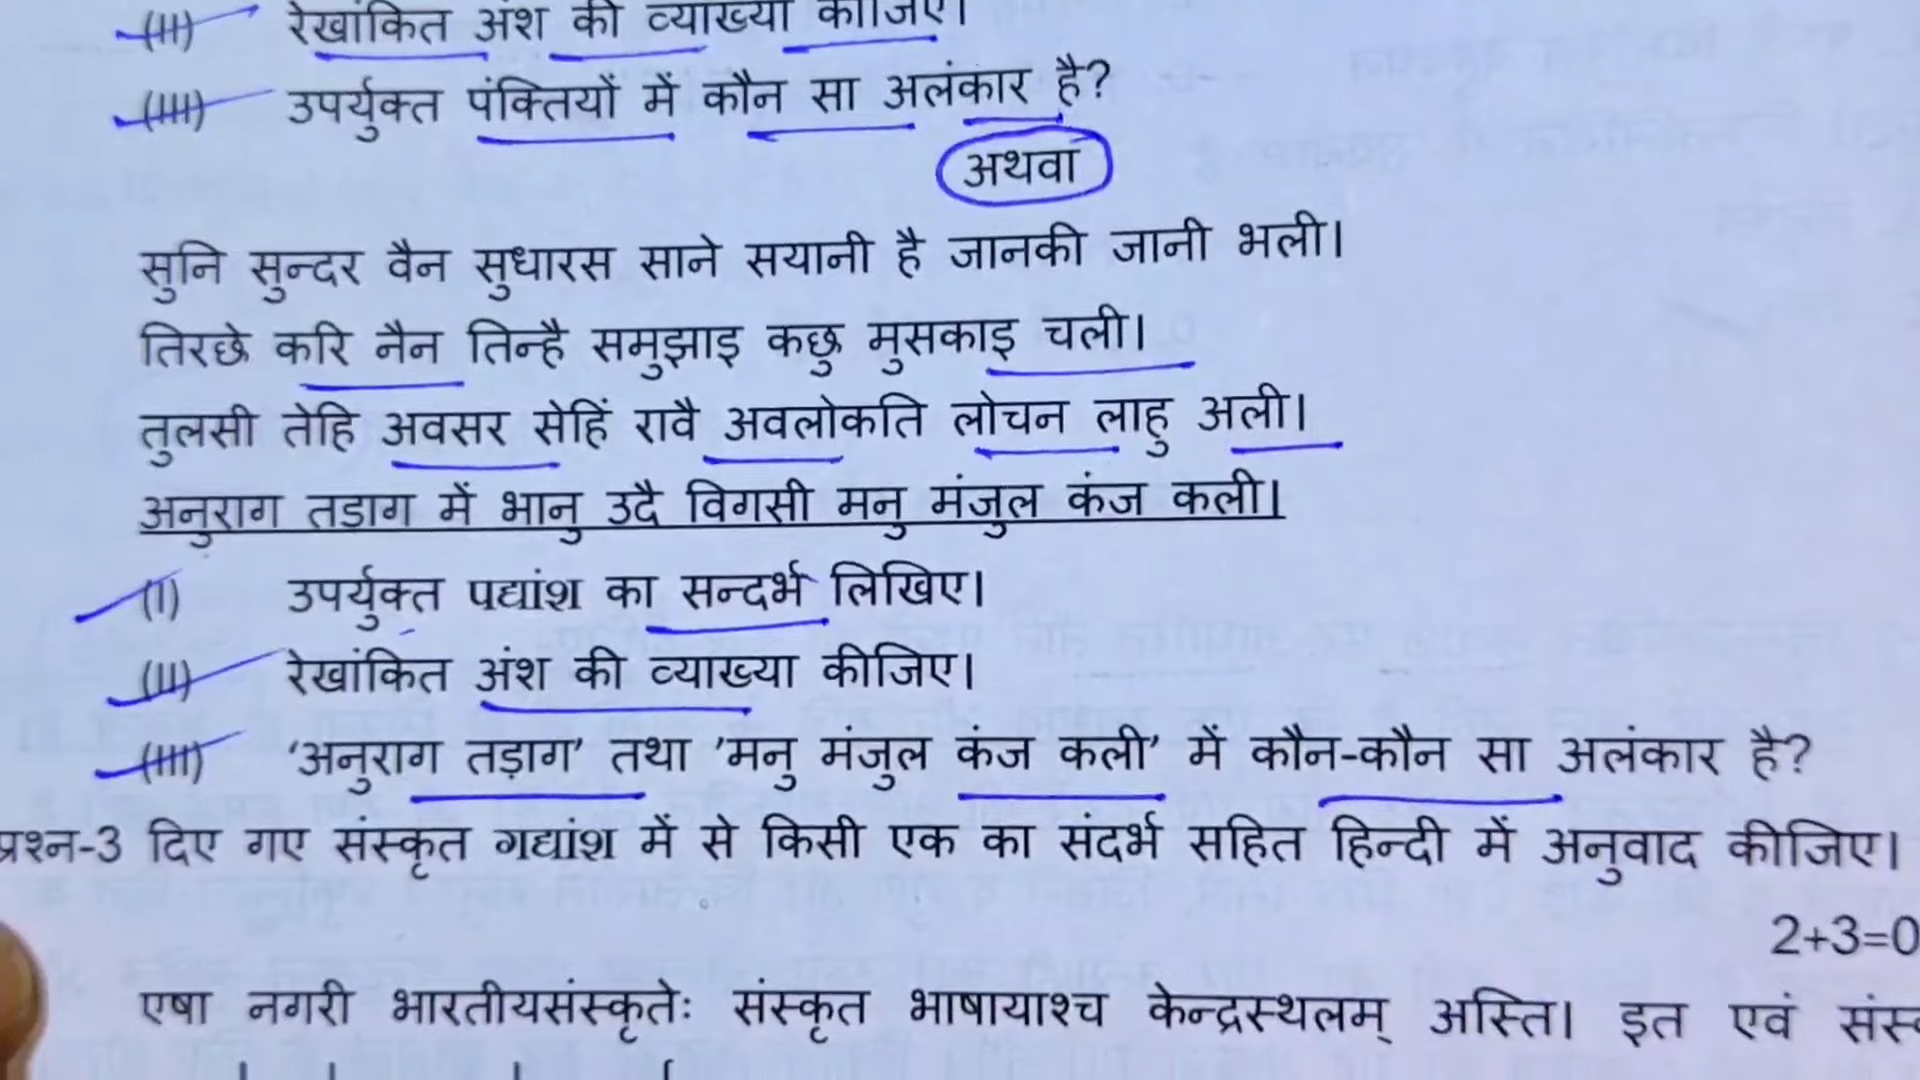 (II) रेखांकित अंश की व्याख्या कीजिए।
(III) उपर्युक्त पंक्तियों में कौन सा अलंकार है?
अथवा
सुनि सुन्दर वैन सुधारस साने सयानी है जानकी जानी भली।
तिरछे करि नैन तिन्है समुझाइ कछु मुसकाइ चली।
तुलसी तेहि अवसर सेहिं रावै अवलोकति लोचन लाहु अली।
अनुराग तडाग में भानु उदै विगसी मनु मंजुल कंज कली।
(I) उपर्युक्त पद्यांश का सन्दर्भ लिखिए।
(II) रेखांकित अंश की व्याख्या कीजिए।
(III) 'अनुराग तड़ाग' तथा 'मनु मंजुल कंज कली' में कौन-कौन सा अलंकार है?
प्रश्न-3 दिए गए संस्कृत गद्यांश में से किसी एक का संदर्भ सहित हिन्दी में अनुवाद कीजिए।
2+3=0
एषा नगरी भारतीयसंस्कृतेः संस्कृत भाषायाश्च केन्द्रस्थलम् अस्ति। इत एवं